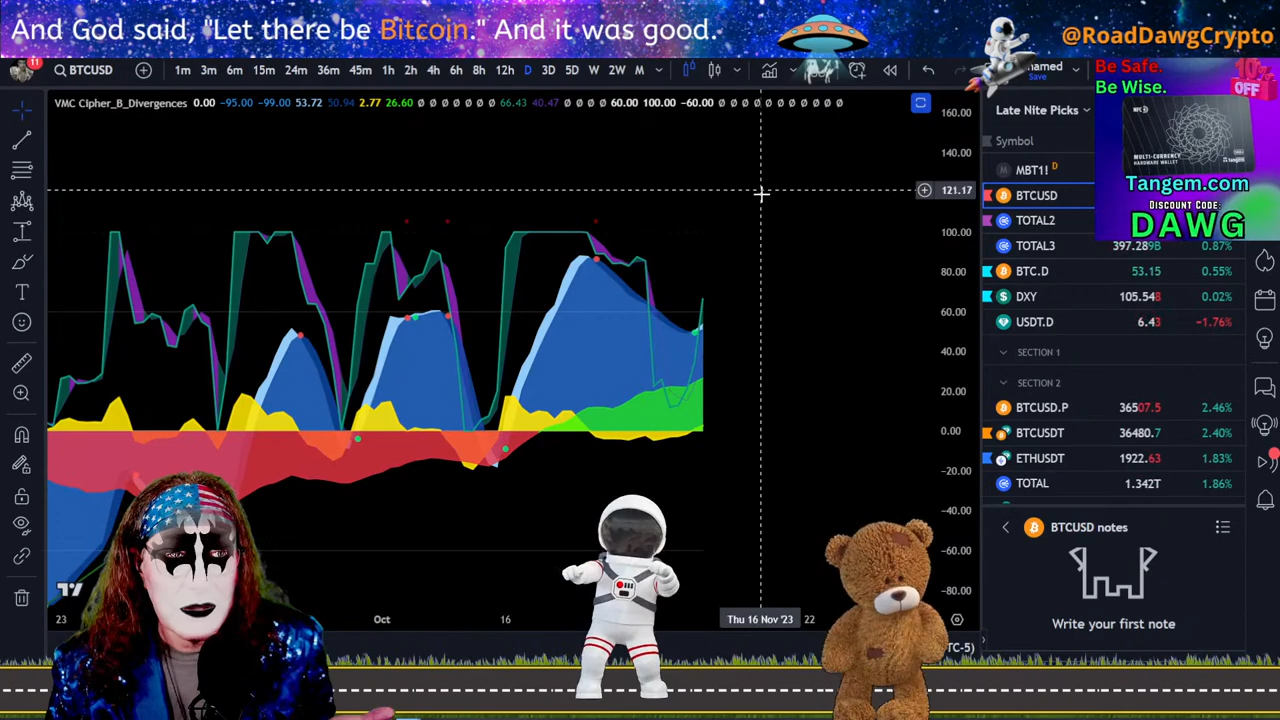 And God said, "Let there be Bitcoin." And it was good.
@RoadDawgCrypto
11
BTCUSD
1m 3m 6m 15m 24m 36m 45m 1h 2h 4h 6h 8h 12h D 3D 5D W 2W M
Save
Be Safe.
Be Wise.
10%
OFF
MULTI-CURRENCY
HARDWARE WALLET
Tangem.com
Discount Code:
DAWG
VMC Cipher_B_Divergences 0.00 −95.00 −99.00 53.72 50.94 2.77 26.60 Ø Ø Ø Ø Ø Ø Ø 66.43 40.47 Ø Ø Ø Ø 60.00 100.00 −60.00 Ø Ø Ø Ø Ø Ø Ø Ø Ø Ø Ø
160.00
140.00
121.17
100.00
80.00
60.00
40.00
20.00
0.00
−20.00
−40.00
−60.00
−80.00
23 Oct 16 Thu 16 Nov '23 22
Late Nite Picks
Symbol
MBT1! D
BTCUSD
TOTAL2
TOTAL3 397.289B 0.87%
BTC.D 53.15 0.55%
DXY 105.548 0.02%
USDT.D 6.43 −1.76%
SECTION 1
SECTION 2
BTCUSD.P 36507.5 2.46%
BTCUSDT 36480.7 2.40%
ETHUSDT 1922.63 1.83%
TOTAL 1.342T 1.86%
BTCUSD notes
Write your first note